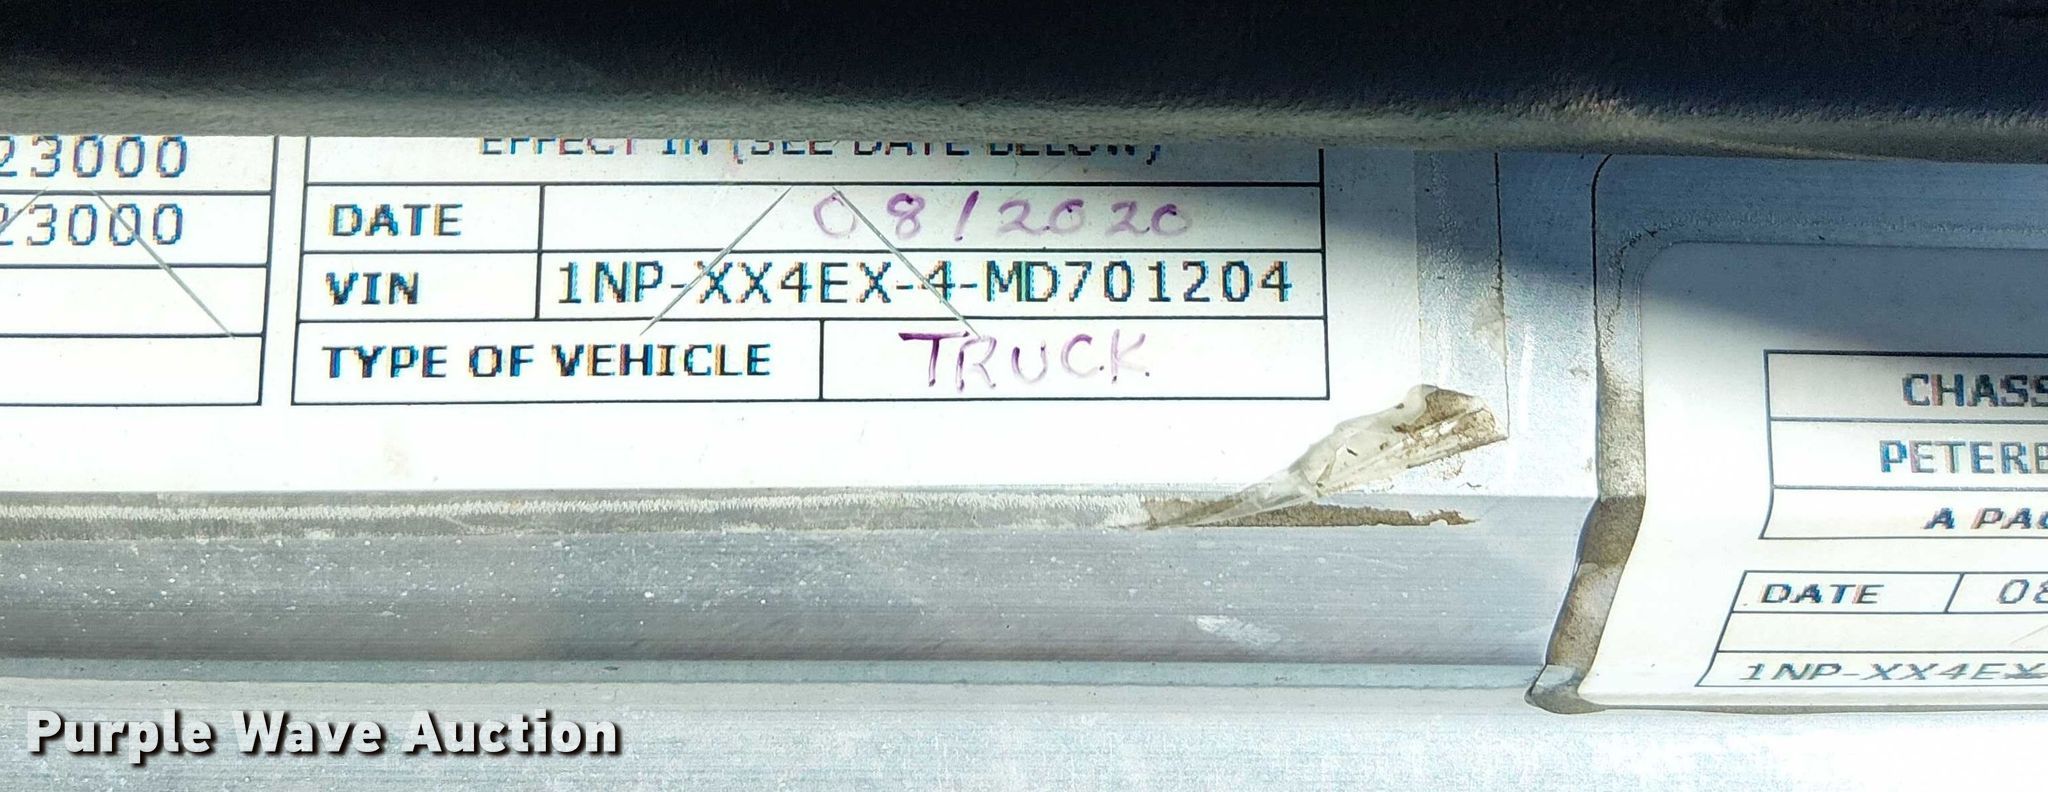 23000
23000
EFFECT IN (SEE DATE BELOW)
DATE 08/2020
VIN 1NP-XX4EX-4-MD701204
TYPE OF VEHICLE TRUCK
CHASS
PETERB
A PAC
DATE 08
1NP-XX4EX
Purple Wave Auction